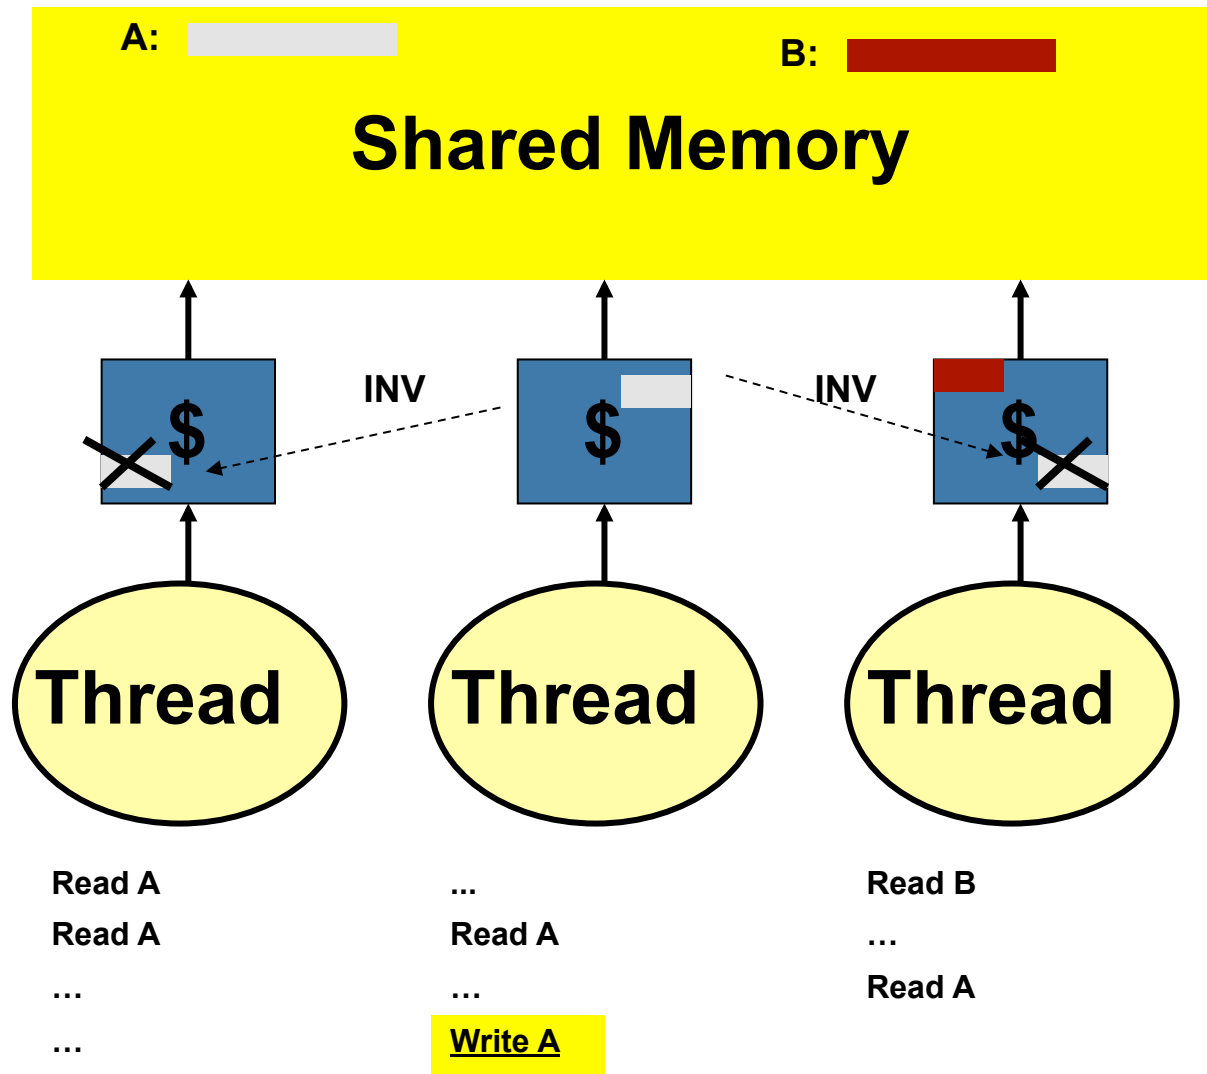 A:
B:
Shared Memory
INV
INV
$
$
$
Thread
Thread
Thread
Read A
...
Read B
Read A
Read A
…
…
…
Read A
…
Write A